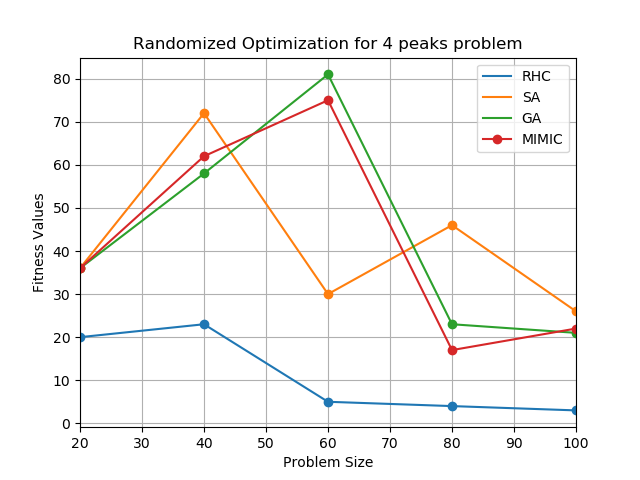 Randomized Optimization for 4 peaks problem
RHC
SA
GA
MIMIC
Fitness Values
80
70
60
50
40
30
20
10
0
20 30 40 50 60 70 80 90 100
Problem Size